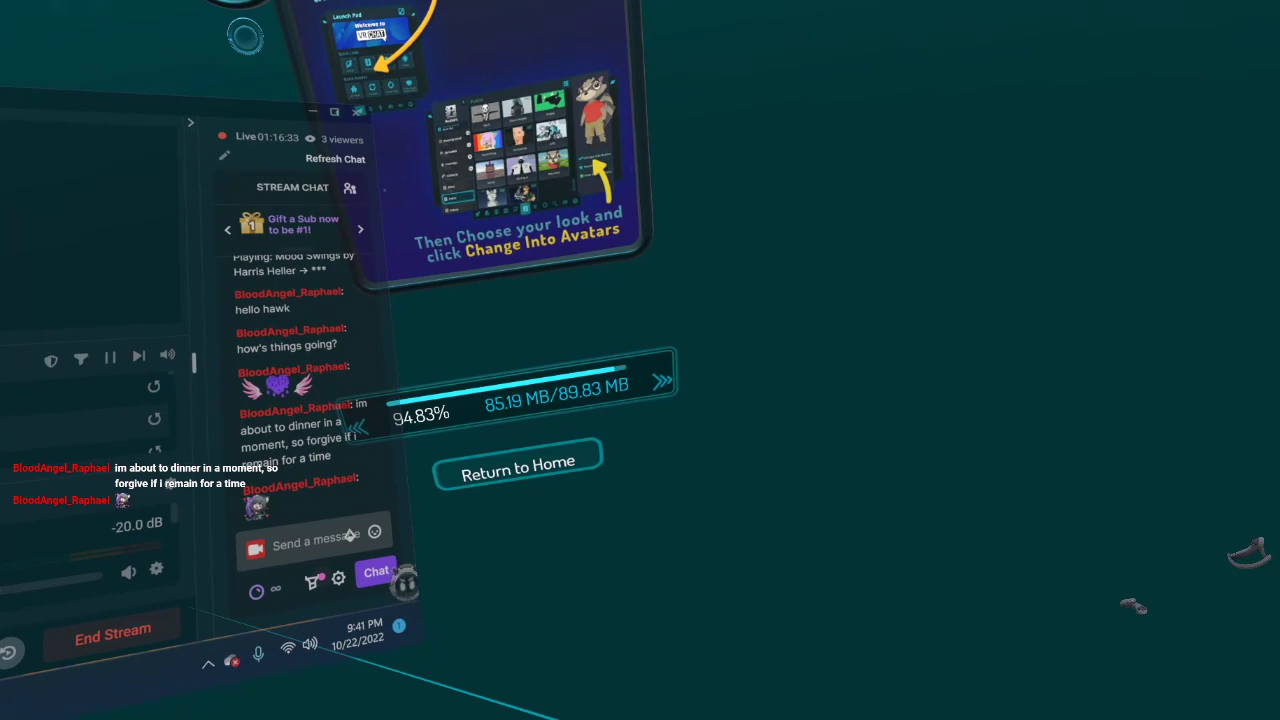 Launch Pad
Welcome to
VRCHAT
Then Choose your look and
click Change Into Avatars
Live 01:16:33 3 viewers
Refresh Chat
STREAM CHAT
1
Gift a Sub now
to be #1!
Playing: Mood Swings by
Harris Heller → ***
BloodAngel_Raphael:
hello hawk
BloodAngel_Raphael:
how's things going?
BloodAngel_Raphael:
BloodAngel_Raphael: im
about to dinner in a
moment, so forgive if i
remain for a time
BloodAngel_Raphael:
94.83% 85.19 MB/89.83 MB
Return to Home
BloodAngel_Raphael im about to dinner in a moment, so
forgive if i remain for a time
BloodAngel_Raphael
-20.0 dB
Send a message
Chat
End Stream
9:41 PM
10/22/2022
1